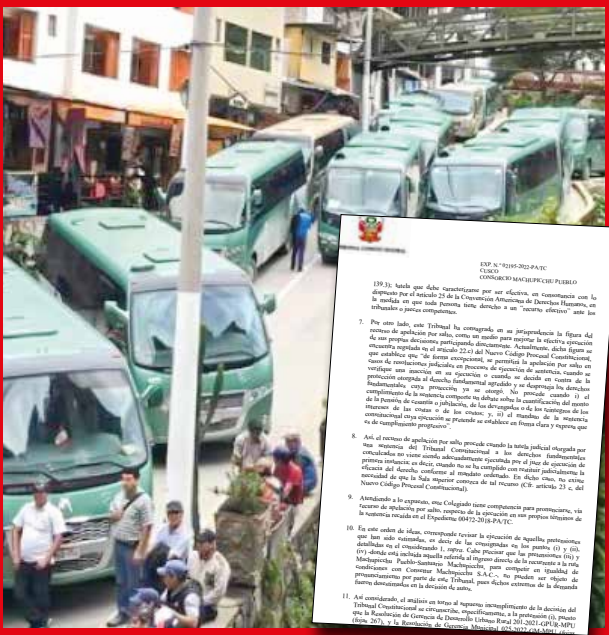 TRIBUNAL CONSTITUCIONAL
EXP. N.° 02195-2022-PA/TC
CUSCO
CONSORCIO MACHUPICCHU PUEBLO
139.3); tutela que debe caracterizarse por ser efectiva, en consonancia con lo
dispuesto por el artículo 25 de la Convención Americana de Derechos Humanos, en
la medida en que toda persona tiene derecho a un "recurso efectivo" ante los
tribunales o jueces competentes.
7. Por otro lado, este Tribunal ha consagrado en su jurisprudencia la figura del
recurso de apelación por salto, como un medio para mejorar la efectiva ejecución
de sus propias decisiones participando directamente. Actualmente, dicha figura se
encuentra regulada en el artículo 22.c) del Nuevo Código Procesal Constitucional,
que establece que "de forma excepcional, se permitirá la apelación por salto en
casos de resoluciones judiciales, en procesos de ejecución de sentencia, cuando se
verifique una inacción en su ejecución o cuando se decida en contra de la
protección otorgada al derecho fundamental agredido y se desproteja los derechos
fundamentales cuya protección ya se otorgó. No procede cuando i) el
cumplimiento de la sentencia comporte un debate sobre la cuantificación del monto
de la pensión de cesantía o jubilación, de los devengados o de los reintegros de los
intereses de las costas o de los costos; y, ii) el mandato de la sentencia
constitucional cuya ejecución se pretende se establece en forma clara y expresa que
es de cumplimiento progresivo".
8. Así, el recurso de apelación por salto procede cuando la tutela judicial otorgada por
una sentencia del Tribunal Constitucional a los derechos fundamentales
conculcados no viene siendo adecuadamente ejecutada por el juez de ejecución de
primera instancia; es decir, cuando no se ha cumplido con restituir judicialmente la
eficacia del derecho conforme al mandato ordenado. En dicho caso, no existe
necesidad de que la Sala superior conozca de tal recurso (Cfr. artículo 23 c, del
Nuevo Código Procesal Constitucional).
9. Atendiendo a lo expuesto, este Colegiado tiene competencia para pronunciarse, vía
recurso de apelación por salto, respecto de la ejecución en sus propios términos de
la sentencia recaída en el Expediente 00472-2018-PA/TC.
10. En este orden de ideas, corresponde revisar la ejecución de aquellas pretensiones
que han sido estimadas, es decir de las consignadas en los puntos (i) y (ii),
detalladas en el considerando 1, supra. Cabe precisar que las pretensiones (iii) y
(iv) -donde está incluida aquella referida al ingreso directo de la recurrente a la ruta
Machupicchu Pueblo-Santuario Machupicchu, para competir en igualdad de
condiciones con Consettur Machupicchu S.A.C.-, no pueden ser objeto de
pronunciamiento por parte de este Tribunal, pues dichos extremos de la demanda
fueron desestimados en la decisión de autos.
11. Así considerado, el análisis en torno al supuesto incumplimiento de la decisión del
Tribunal Constitucional se circunscribe, específicamente, a la pretensión (i), puesto
que la Resolución de Gerencia de Desarrollo Urbano Rural 201-2021-GPUR-MPU
(fojas 267), y la Resolución de Gerencia Municipal 025-2022-GM-MPU (fojas